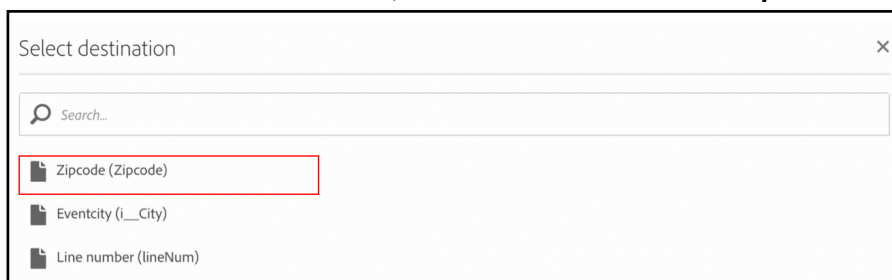 Select destination
Search...
Zipcode (Zipcode)
Eventcity (i__City)
Line number (lineNum)